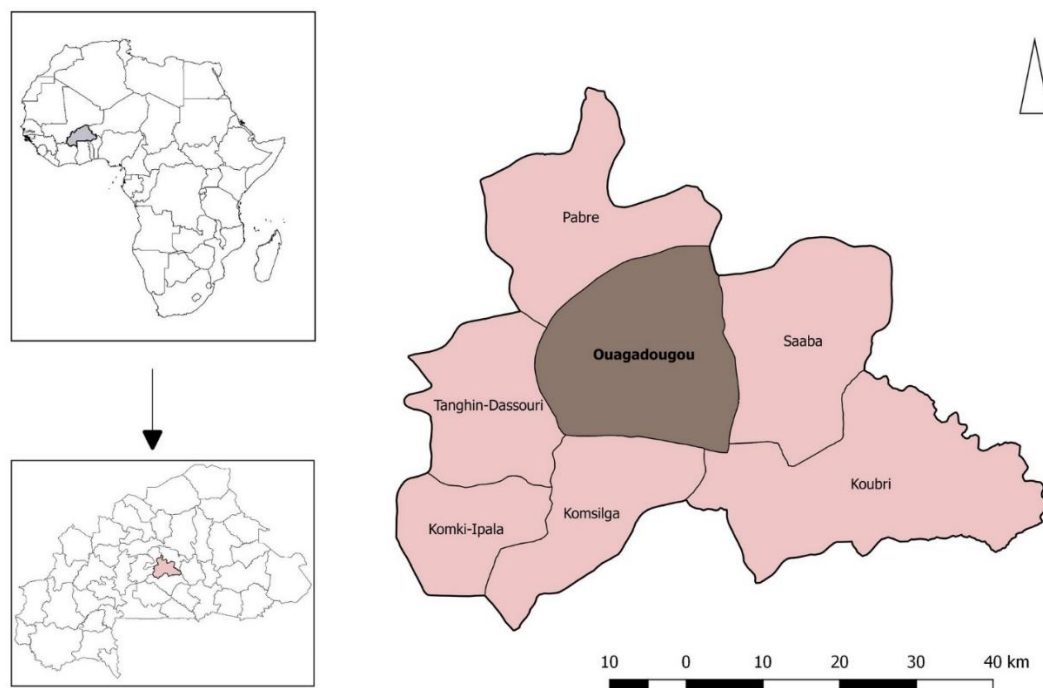 Pabre
Saaba
Ouagadougou
Tanghin-Dassouri
Koubri
Komsilga
Komki-Ipala
10 0 10 20 30 40 km